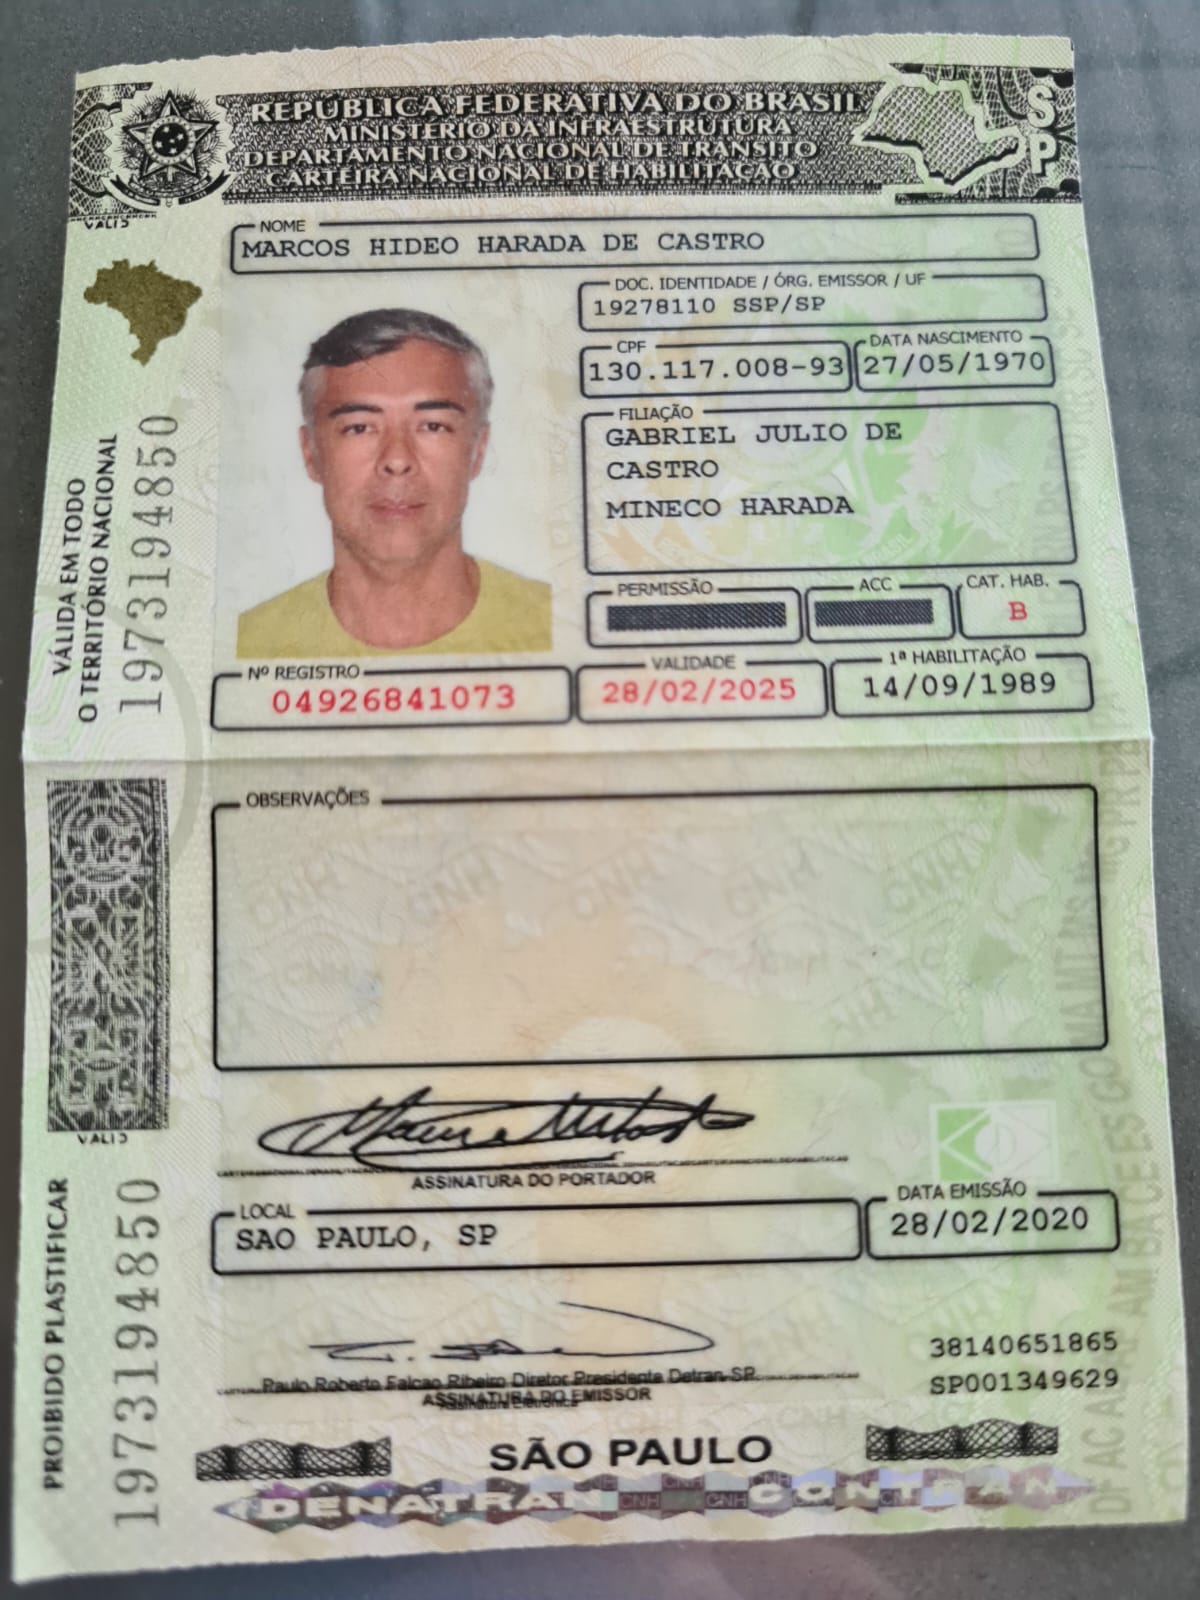 REPÚBLICA FEDERATIVA DO BRASIL
MINISTÉRIO DA INFRAESTRUTURA
DEPARTAMENTO NACIONAL DE TRÂNSITO
CARTEIRA NACIONAL DE HABILITAÇÃO
SP
NOME
MARCOS HIDEO HARADA DE CASTRO
DOC. IDENTIDADE / ÓRG. EMISSOR / UF
19278110 SSP/SP
CPF
130.117.008-93
DATA NASCIMENTO
27/05/1970
FILIAÇÃO
GABRIEL JULIO DE
CASTRO
MINECO HARADA
PERMISSÃO
ACC
CAT. HAB.
B
Nº REGISTRO
04926841073
VALIDADE
28/02/2025
1ª HABILITAÇÃO
14/09/1989
VÁLIDA EM TODO
O TERRITÓRIO NACIONAL
1973194850
OBSERVAÇÕES
ASSINATURA DO PORTADOR
LOCAL
SAO PAULO, SP
DATA EMISSÃO
28/02/2020
Paulo Roberto Falcao Ribeiro Diretor Presidente Detran-SP
ASSINATURA DO EMISSOR
Assinatura Eletrônica
38140651865
SP001349629
PROIBIDO PLASTIFICAR
1973194850
SÃO PAULO
DENATRAN CNH CNH CONTRAN